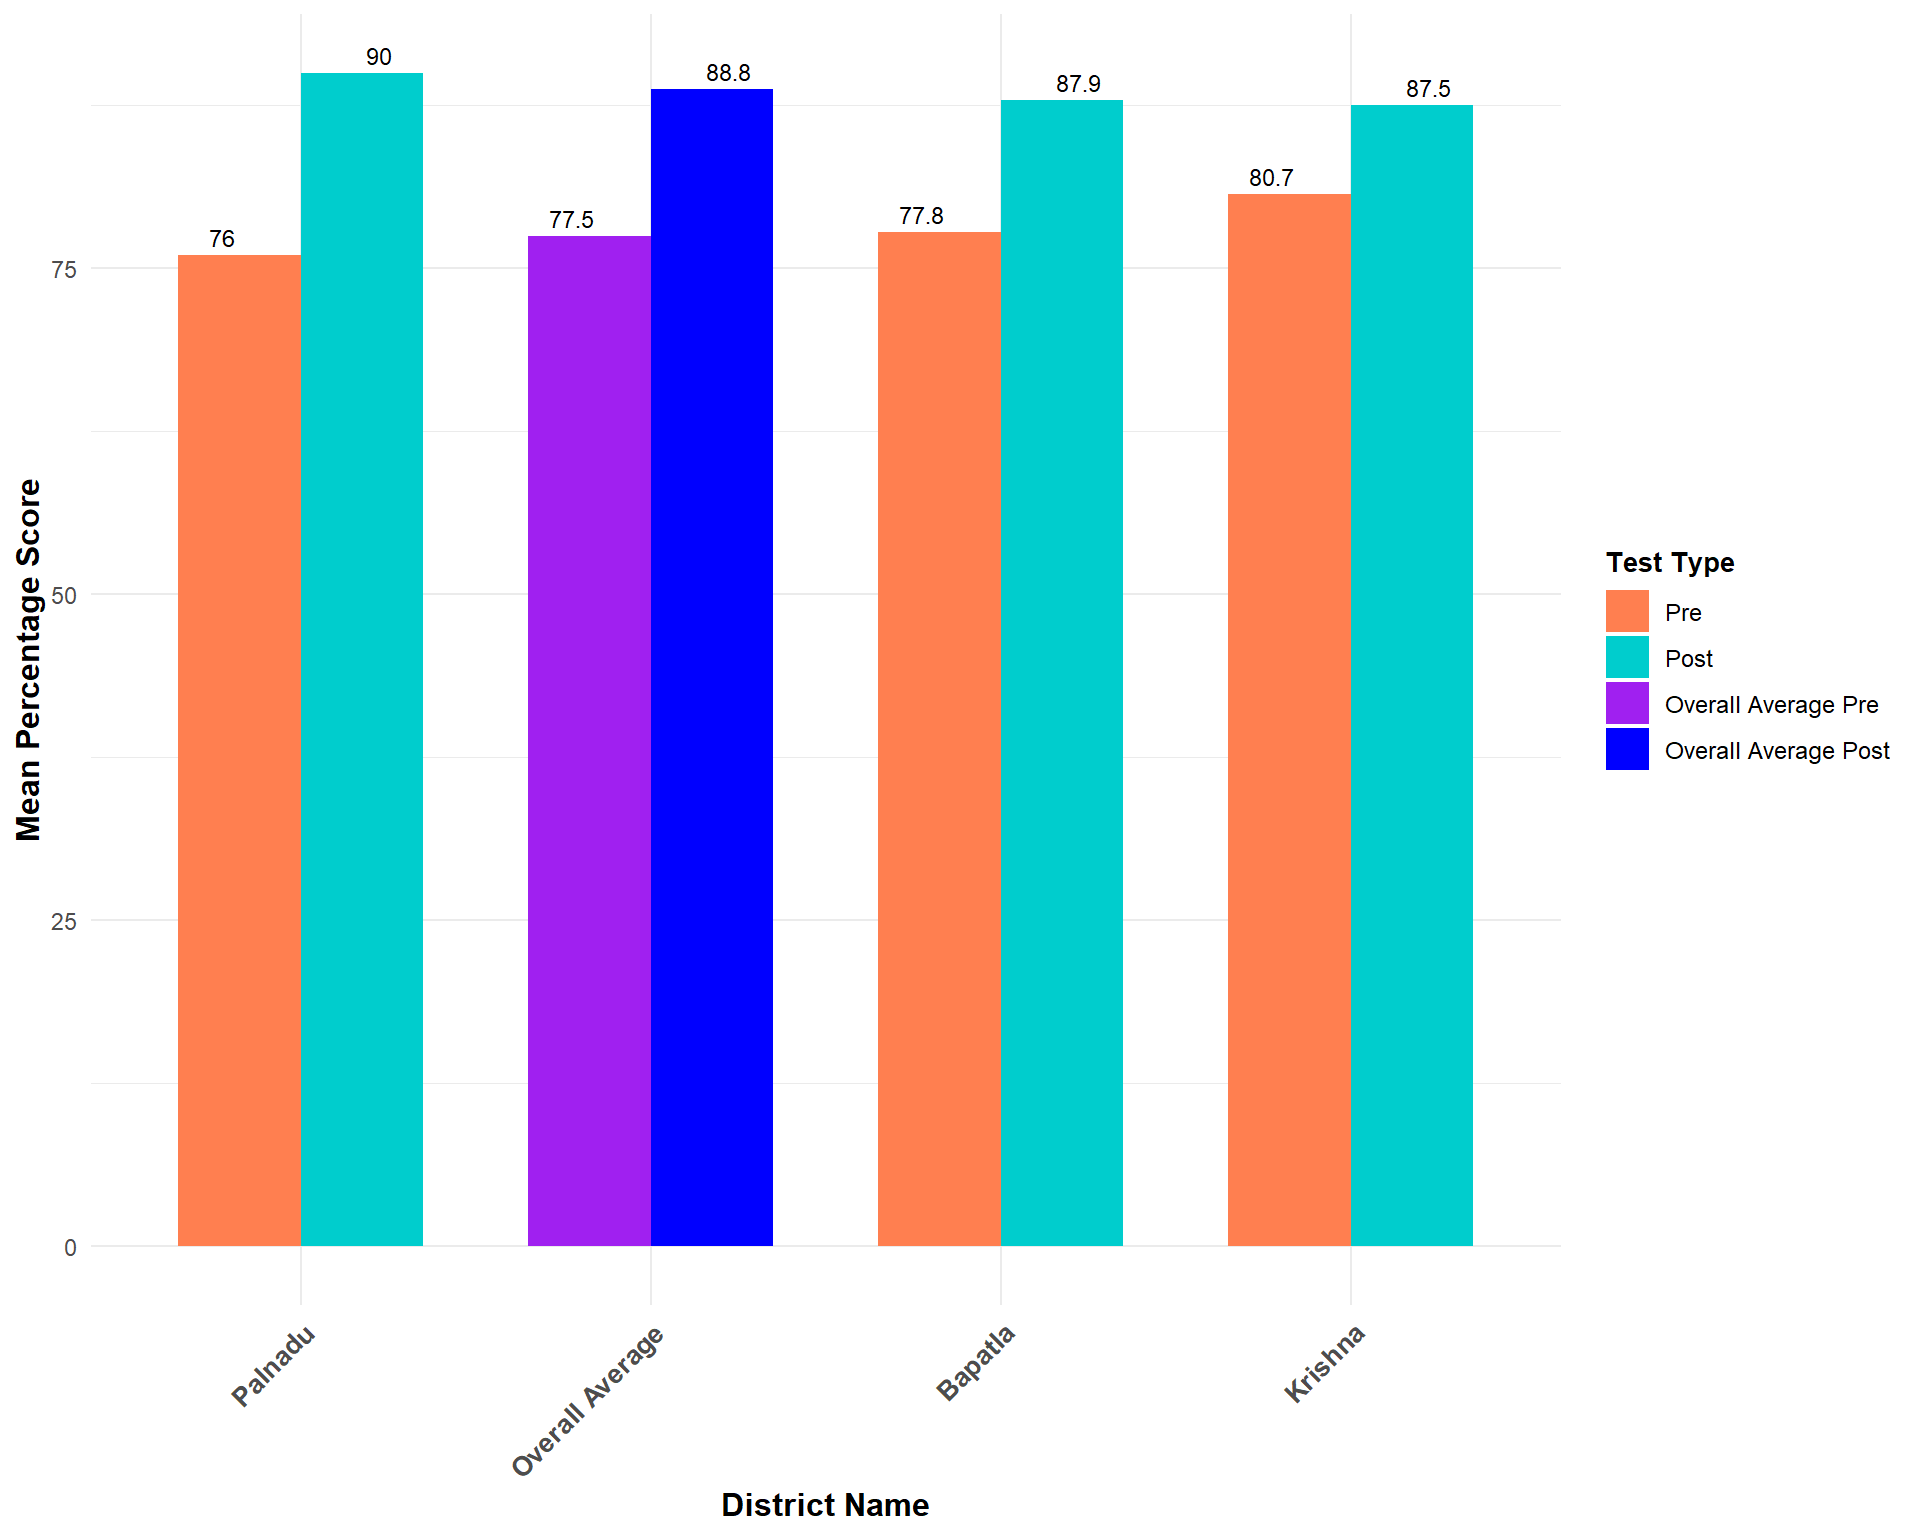 90
88.8
87.9
87.5
80.7
77.8
77.5
76
75
50
25
0
Mean Percentage Score
Test Type
Pre
Post
Overall Average Pre
Overall Average Post
Palnadu
Overall Average
Bapatla
Krishna
District Name